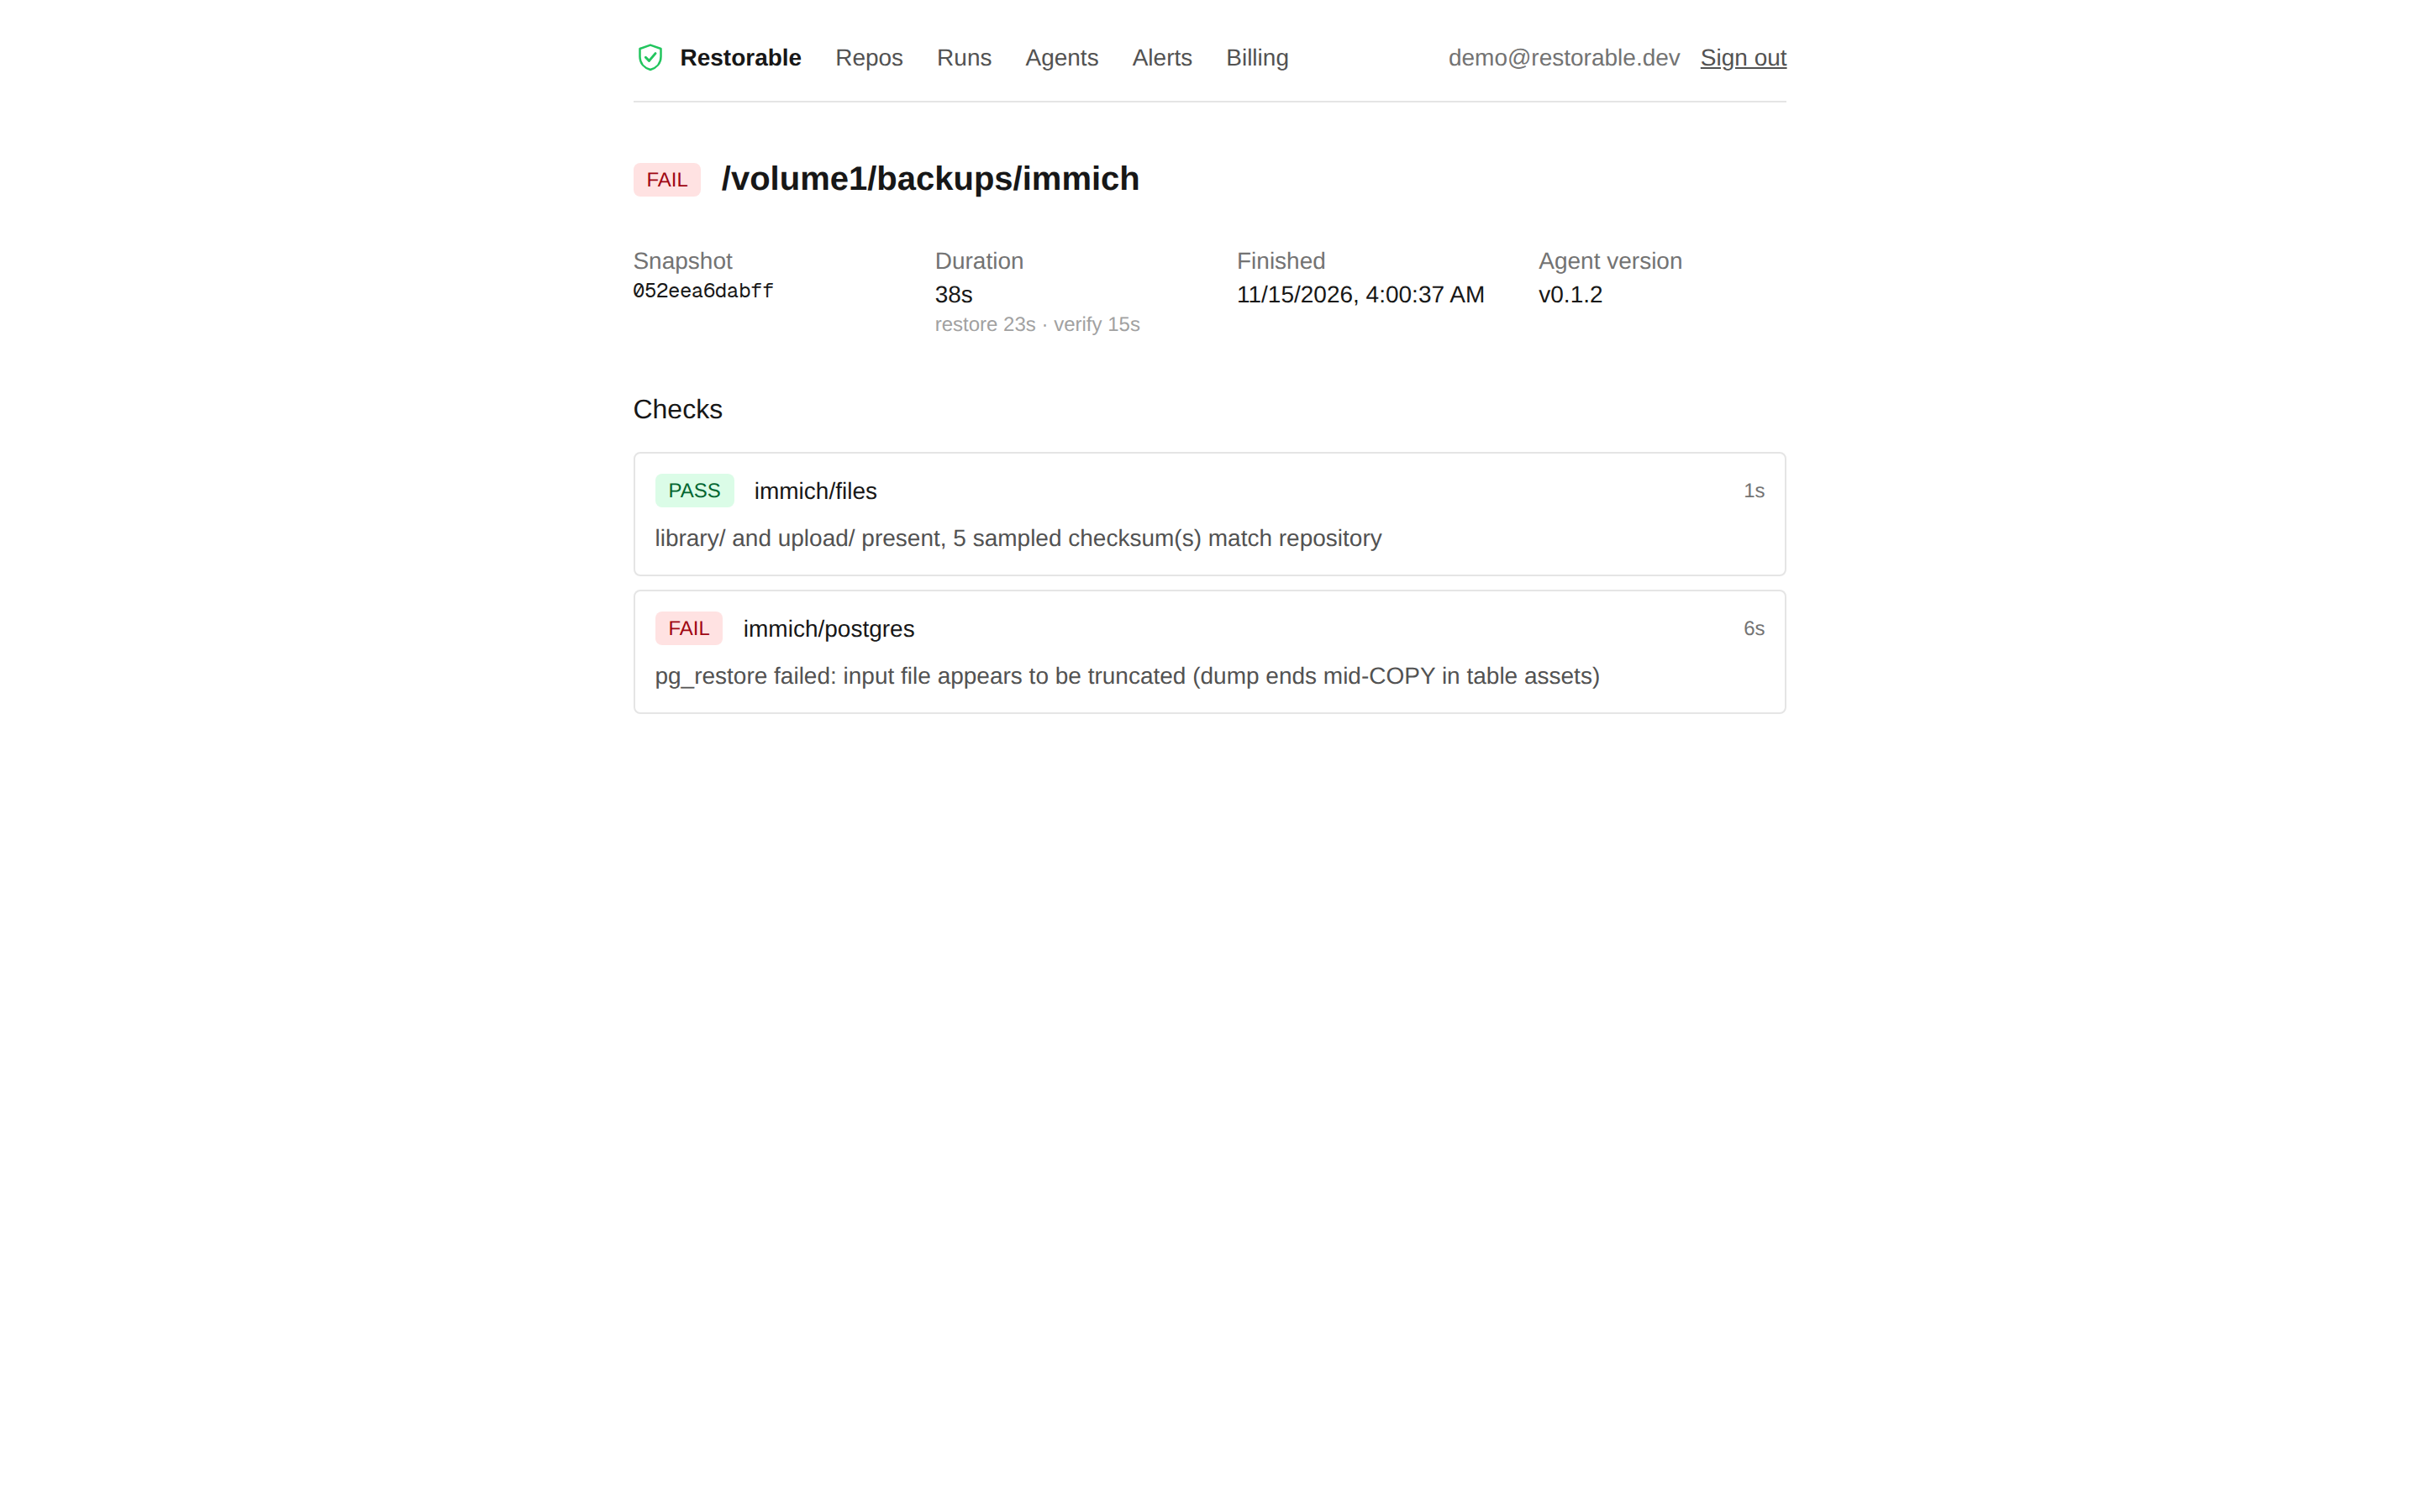 Restorable Repos Runs Agents Alerts Billing demo@restorable.dev Sign out
FAIL /volume1/backups/immich
Snapshot Duration Finished Agent version
052eea6dabff 38s 11/15/2026, 4:00:37 AM v0.1.2
restore 23s · verify 15s
Checks
PASS immich/files 1s
library/ and upload/ present, 5 sampled checksum(s) match repository
FAIL immich/postgres 6s
pg_restore failed: input file appears to be truncated (dump ends mid-COPY in table assets)